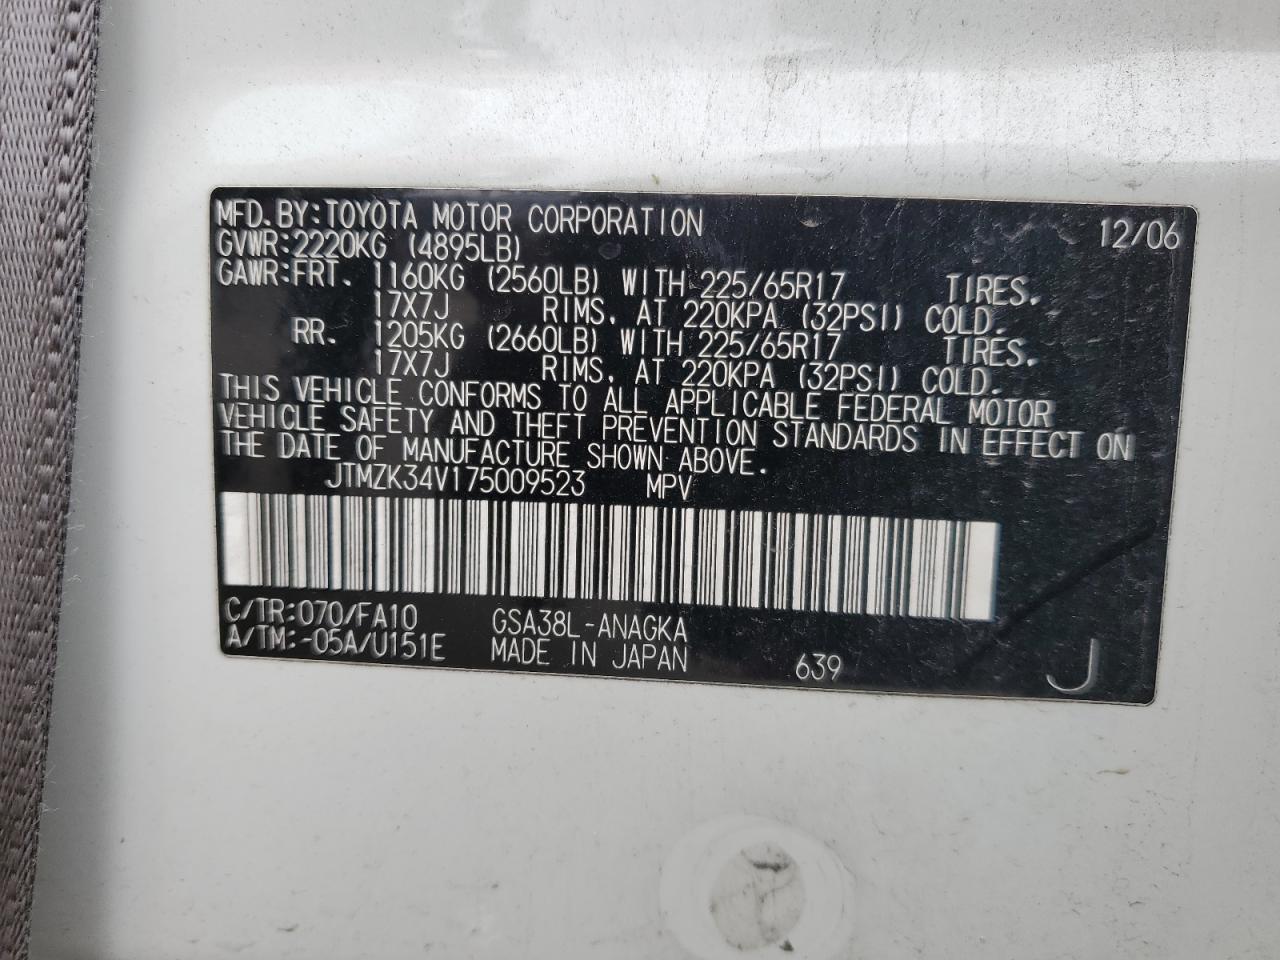 MFD.BY:TOYOTA MOTOR CORPORATION 12/06
GVWR:2220KG (4895LB)
GAWR:FRT. 1160KG (2560LB) WITH 225/65R17 TIRES.
17X7J RIMS, AT 220KPA (32PSI) COLD.
RR. 1205KG (2660LB) WITH 225/65R17 TIRES.
17X7J RIMS, AT 220KPA (32PSI) COLD.
THIS VEHICLE CONFORMS TO ALL APPLICABLE FEDERAL MOTOR
VEHICLE SAFETY AND THEFT PREVENTION STANDARDS IN EFFECT ON
THE DATE OF MANUFACTURE SHOWN ABOVE.
JTMZK34V175009523 MPV
C/TR:070/FA10 GSA38L-ANAGKA
A/TM:-05A/U151E MADE IN JAPAN 639 J